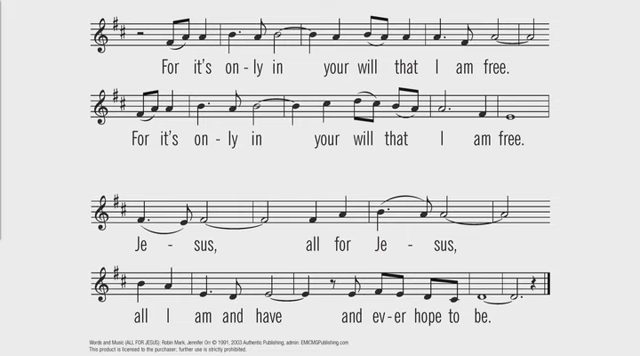 For it's on - ly in your will that I am free.
For it's on - ly in your will that I am free.
Je - sus, all for Je - sus,
all I am and have and ev-er hope to be.
Words and Music (ALL FOR JESUS); Robin Mark, Jennifer Orr © 1991, 2003 Authentic Publishing, admin EMICMGPublishing.com
This product is licensed to the purchaser; further use is strictly prohibited.